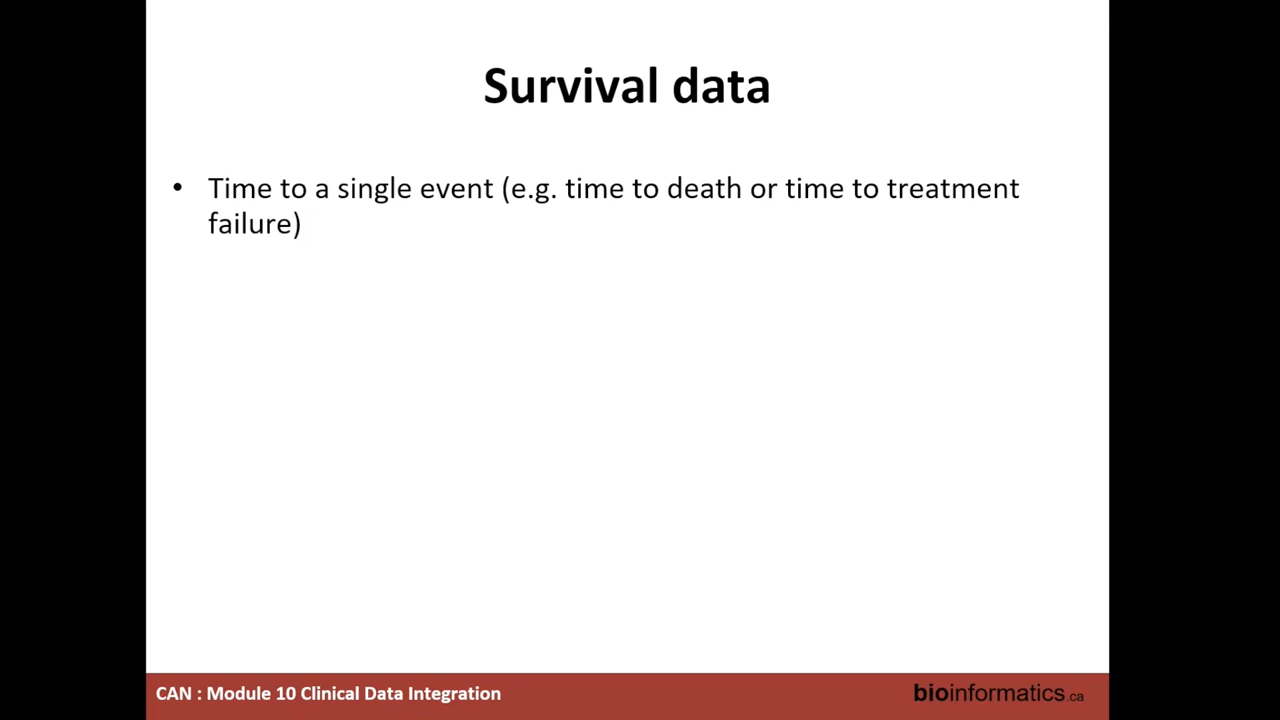 Survival data
• Time to a single event (e.g. time to death or time to treatment
failure)
CAN : Module 10 Clinical Data Integration
bioinformatics.ca